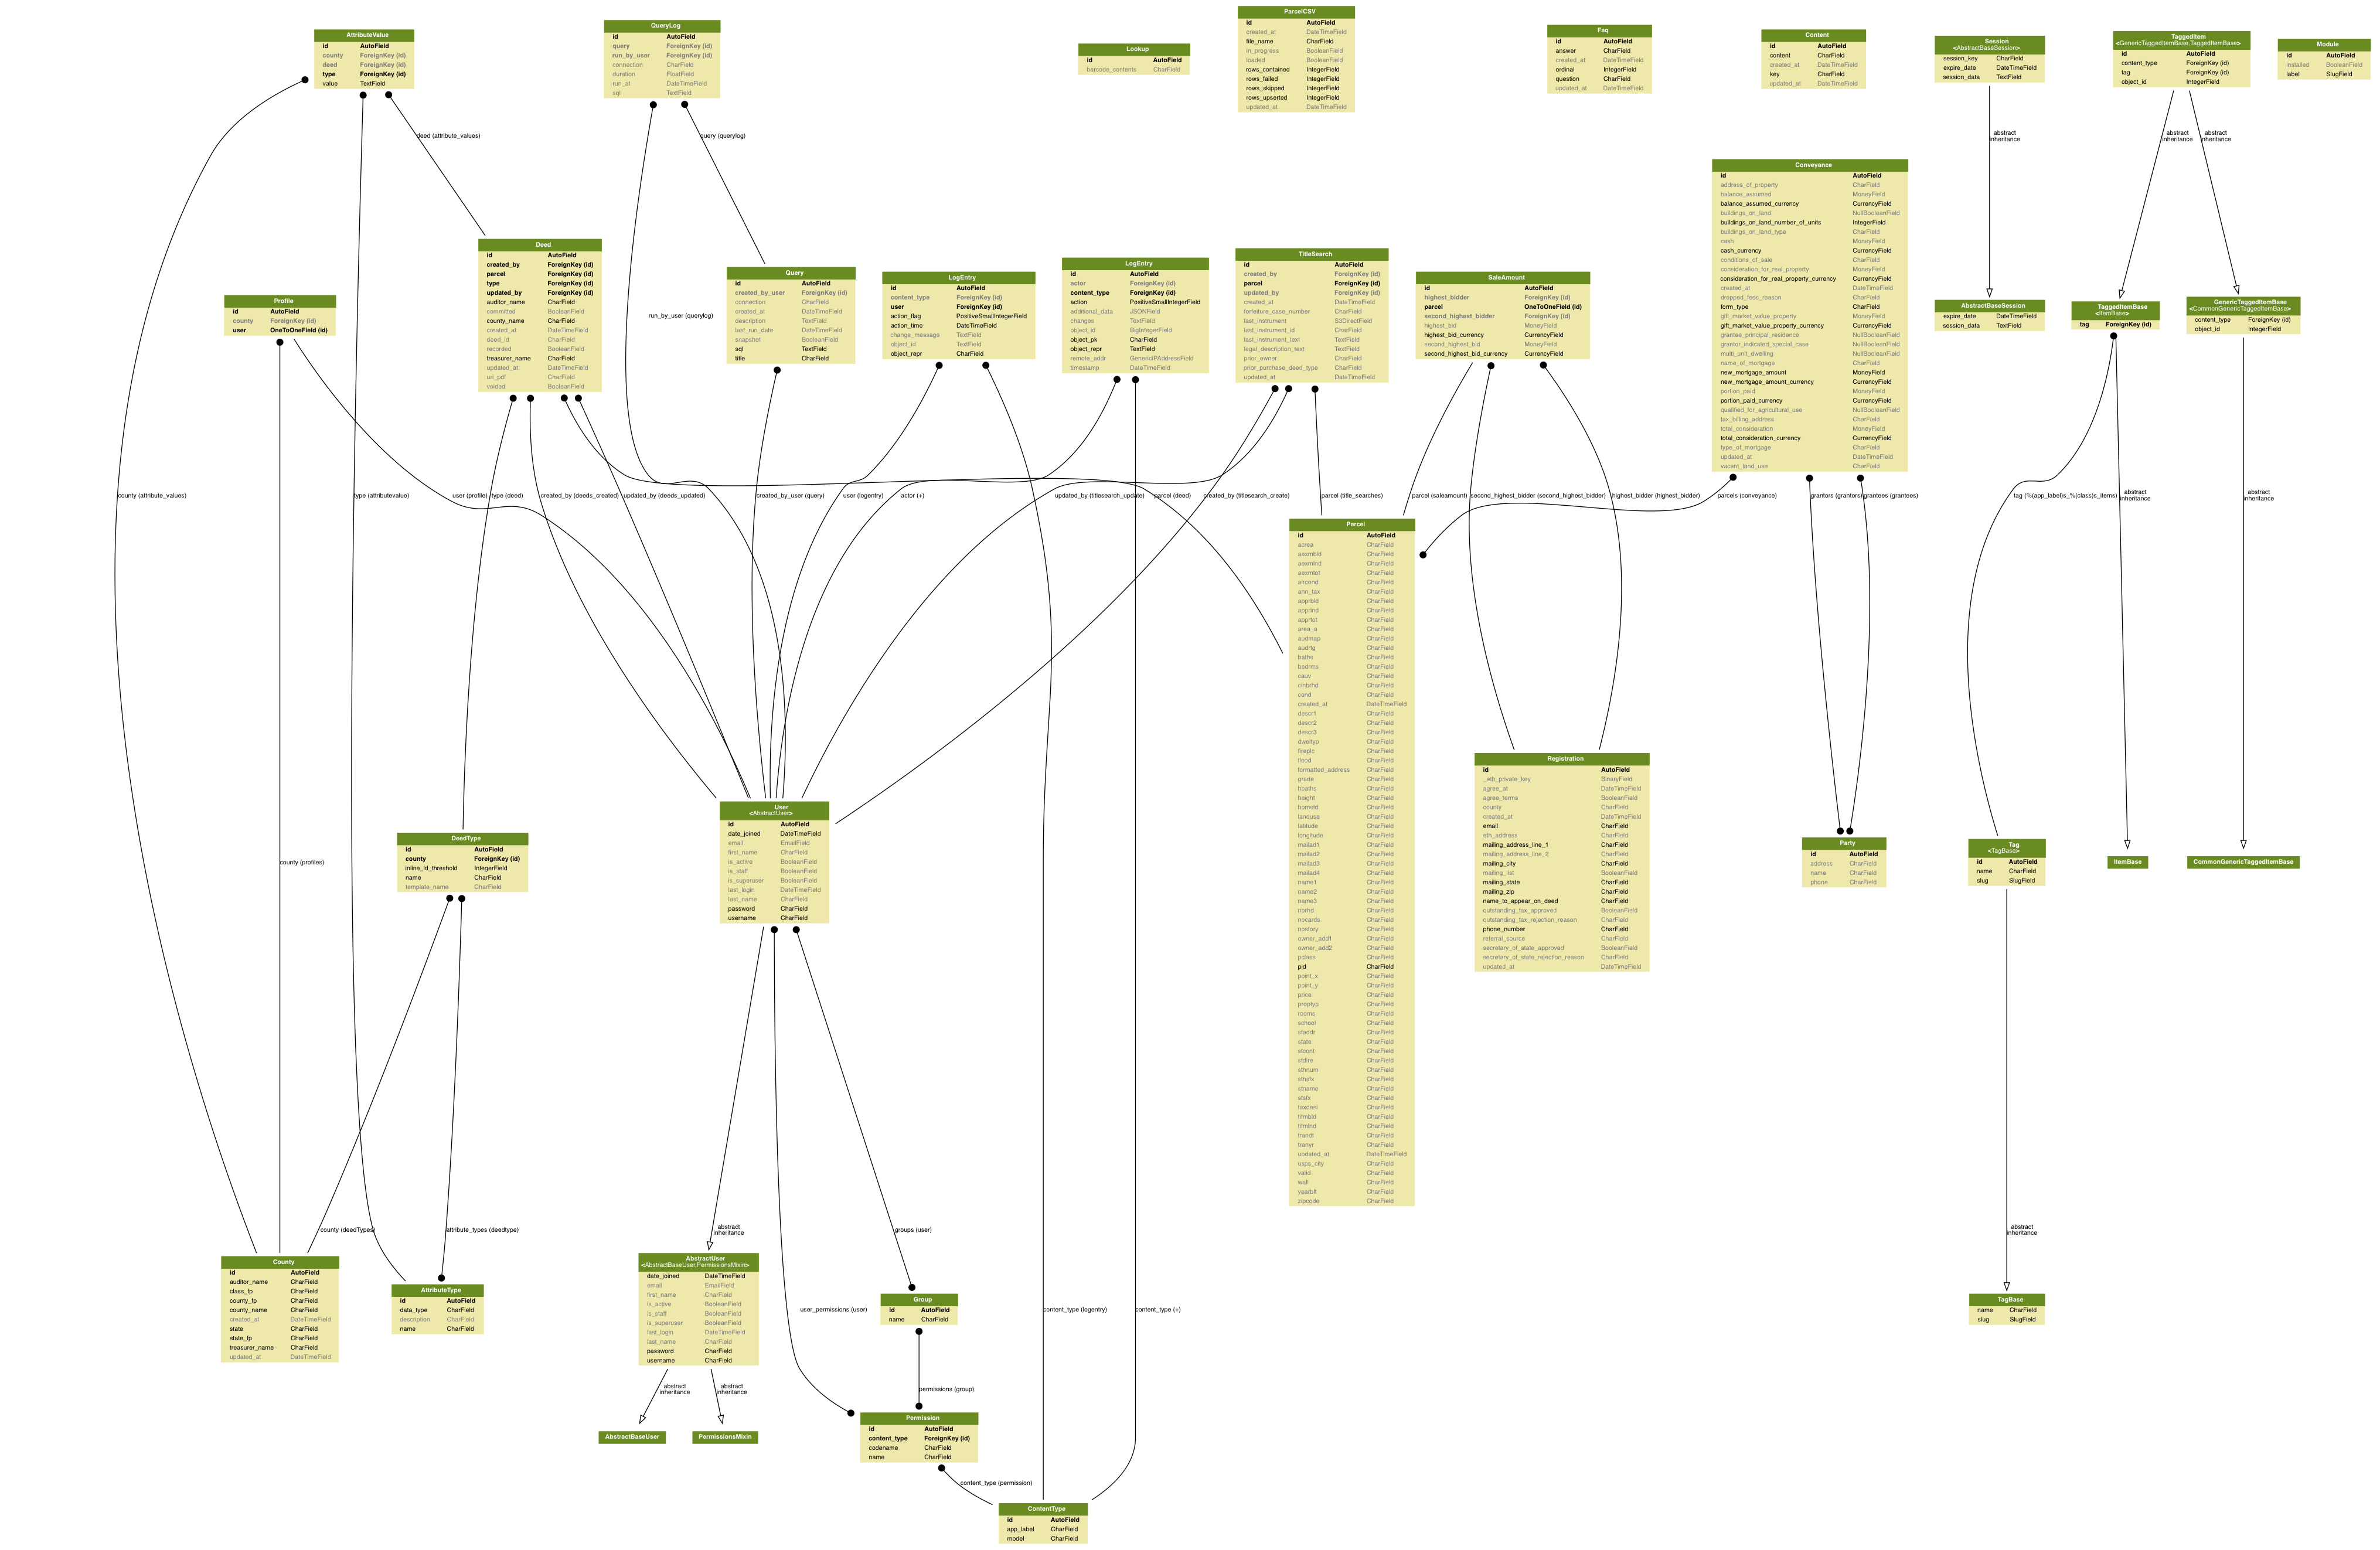 AttributeValue
id AutoField
county ForeignKey (id)
deed ForeignKey (id)
type ForeignKey (id)
value TextField
QueryLog
id AutoField
query ForeignKey (id)
run_by_user ForeignKey (id)
connection CharField
duration FloatField
run_at DateTimeField
sql TextField
Lookup
id AutoField
barcode_contents CharField
ParcelCSV
id AutoField
created_at DateTimeField
file_name CharField
in_progress BooleanField
loaded BooleanField
rows_contained IntegerField
rows_failed IntegerField
rows_skipped IntegerField
rows_upserted IntegerField
updated_at DateTimeField
Faq
id AutoField
answer CharField
created_at DateTimeField
ordinal IntegerField
question CharField
updated_at DateTimeField
Content
id AutoField
content CharField
created_at DateTimeField
key CharField
updated_at DateTimeField
Session
<AbstractBaseSession>
session_key CharField
expire_date DateTimeField
session_data TextField
TaggedItem
<GenericTaggedItemBase,TaggedItemBase>
id AutoField
content_type ForeignKey (id)
tag ForeignKey (id)
object_id IntegerField
Module
id AutoField
installed BooleanField
label SlugField
deed (attribute_values)
query (querylog)
abstract
inheritance
abstract
inheritance
abstract
inheritance
Profile
id AutoField
county ForeignKey (id)
user OneToOneField (id)
Deed
id AutoField
created_by ForeignKey (id)
parcel ForeignKey (id)
type ForeignKey (id)
updated_by ForeignKey (id)
auditor_name CharField
committed BooleanField
county_name CharField
created_at DateTimeField
deed_id CharField
recorded BooleanField
treasurer_name CharField
updated_at DateTimeField
uri_pdf CharField
voided BooleanField
run_by_user (querylog)
Query
id AutoField
created_by_user ForeignKey (id)
connection CharField
created_at DateTimeField
description TextField
last_run_date DateTimeField
snapshot BooleanField
sql TextField
title CharField
LogEntry
id AutoField
content_type ForeignKey (id)
user ForeignKey (id)
action_flag PositiveSmallIntegerField
action_time DateTimeField
change_message TextField
object_id TextField
object_repr CharField
LogEntry
id AutoField
actor ForeignKey (id)
content_type ForeignKey (id)
action PositiveSmallIntegerField
additional_data JSONField
changes TextField
object_id BigIntegerField
object_pk CharField
object_repr TextField
remote_addr GenericIPAddressField
timestamp DateTimeField
TitleSearch
id AutoField
created_by ForeignKey (id)
parcel ForeignKey (id)
updated_by ForeignKey (id)
created_at DateTimeField
forfeiture_case_number CharField
last_instrument S3DirectField
last_instrument_id CharField
last_instrument_text TextField
legal_description_text TextField
prior_owner CharField
prior_purchase_deed_type CharField
updated_at DateTimeField
SaleAmount
id AutoField
highest_bidder ForeignKey (id)
parcel OneToOneField (id)
second_highest_bidder ForeignKey (id)
highest_bid MoneyField
highest_bid_currency CurrencyField
second_highest_bid MoneyField
second_highest_bid_currency CurrencyField
Conveyance
id AutoField
address_of_property CharField
balance_assumed MoneyField
balance_assumed_currency CurrencyField
buildings_on_land NullBooleanField
buildings_on_land_number_of_units IntegerField
buildings_on_land_type CharField
cash MoneyField
cash_currency CurrencyField
conditions_of_sale CharField
consideration_for_real_property MoneyField
consideration_for_real_property_currency CurrencyField
created_at DateTimeField
dropped_fees_reason CharField
form_type CharField
gift_market_value_property MoneyField
gift_market_value_property_currency CurrencyField
grantee_principal_residence NullBooleanField
grantor_indicated_special_case NullBooleanField
multi_unit_dwelling NullBooleanField
name_of_mortgage CharField
new_mortgage_amount MoneyField
new_mortgage_amount_currency CurrencyField
portion_paid MoneyField
portion_paid_currency CurrencyField
qualified_for_agricultural_use NullBooleanField
tax_billing_address CharField
total_consideration MoneyField
total_consideration_currency CurrencyField
type_of_mortgage CharField
updated_at DateTimeField
vacant_land_use CharField
AbstractBaseSession
expire_date DateTimeField
session_data TextField
TaggedItemBase
<ItemBase>
tag ForeignKey (id)
GenericTaggedItemBase
<CommonGenericTaggedItemBase>
content_type ForeignKey (id)
object_id IntegerField
county (attribute_values)
type (attributevalue)
user (profile)
type (deed)
created_by (deeds_created)
updated_by (deeds_updated)
created_by_user (query)
user (logentry)
actor (+)
updated_by (titlesearch_update)
parcel (deed)
created_by (titlesearch_create)
parcel (title_searches)
parcel (saleamount)
second_highest_bidder (second_highest_bidder)
highest_bidder (highest_bidder)
parcels (conveyance)
grantors (grantors)
grantees (grantees)
tag (%(app_label)s_%(class)s_items)
abstract
inheritance
abstract
inheritance
Parcel
id AutoField
acrea CharField
aexmbld CharField
aexmlnd CharField
aexmtot CharField
aircond CharField
ann_tax CharField
apprbld CharField
apprlnd CharField
apprtot CharField
area_a CharField
audmap CharField
audrtg CharField
baths CharField
bedrms CharField
cauv CharField
clnbrhd CharField
cond CharField
created_at DateTimeField
descr1 CharField
descr2 CharField
descr3 CharField
dweltyp CharField
fireplc CharField
flood CharField
formatted_address CharField
grade CharField
hbaths CharField
height CharField
homstd CharField
landuse CharField
latitude CharField
longitude CharField
mailad1 CharField
mailad2 CharField
mailad3 CharField
mailad4 CharField
name1 CharField
name2 CharField
name3 CharField
nbrhd CharField
nocards CharField
nostory CharField
owner_add1 CharField
owner_add2 CharField
pclass CharField
pid CharField
point_x CharField
point_y CharField
price CharField
proptyp CharField
rooms CharField
school CharField
staddr CharField
state CharField
stcont CharField
stdire CharField
sthnum CharField
sthsfx CharField
stname CharField
stsfx CharField
taxdesi CharField
tifmbld CharField
tifmlnd CharField
trandt CharField
tranyr CharField
updated_at DateTimeField
usps_city CharField
valid CharField
wall CharField
yearblt CharField
zipcode CharField
Registration
id AutoField
_eth_private_key BinaryField
agree_at DateTimeField
agree_terms BooleanField
county CharField
created_at DateTimeField
email CharField
eth_address CharField
mailing_address_line_1 CharField
mailing_address_line_2 CharField
mailing_city CharField
mailing_list BooleanField
mailing_state CharField
mailing_zip CharField
name_to_appear_on_deed CharField
outstanding_tax_approved BooleanField
outstanding_tax_rejection_reason CharField
phone_number CharField
referral_source CharField
secretary_of_state_approved BooleanField
secretary_of_state_rejection_reason CharField
updated_at DateTimeField
User
<AbstractUser>
id AutoField
date_joined DateTimeField
email EmailField
first_name CharField
is_active BooleanField
is_staff BooleanField
is_superuser BooleanField
last_login DateTimeField
last_name CharField
password CharField
username CharField
DeedType
id AutoField
county ForeignKey (id)
inline_id_threshold IntegerField
name CharField
template_name CharField
county (profiles)
Party
id AutoField
address CharField
name CharField
phone CharField
Tag
<TagBase>
id AutoField
name CharField
slug SlugField
ItemBase
CommonGenericTaggedItemBase
county (deedTypes)
attribute_types (deedtype)
abstract
inheritance
groups (user)
abstract
inheritance
County
id AutoField
auditor_name CharField
class_fp CharField
county_fp CharField
county_name CharField
created_at DateTimeField
state CharField
state_fp CharField
treasurer_name CharField
updated_at DateTimeField
AttributeType
id AutoField
data_type CharField
description CharField
name CharField
AbstractUser
<AbstractBaseUser,PermissionsMixin>
date_joined DateTimeField
email EmailField
first_name CharField
is_active BooleanField
is_staff BooleanField
is_superuser BooleanField
last_login DateTimeField
last_name CharField
password CharField
username CharField
user_permissions (user)
Group
id AutoField
name CharField
content_type (logentry)
content_type (+)
TagBase
name CharField
slug SlugField
abstract
inheritance
abstract
inheritance
permissions (group)
AbstractBaseUser
PermissionsMixin
Permission
id AutoField
content_type ForeignKey (id)
codename CharField
name CharField
content_type (permission)
ContentType
id AutoField
app_label CharField
model CharField